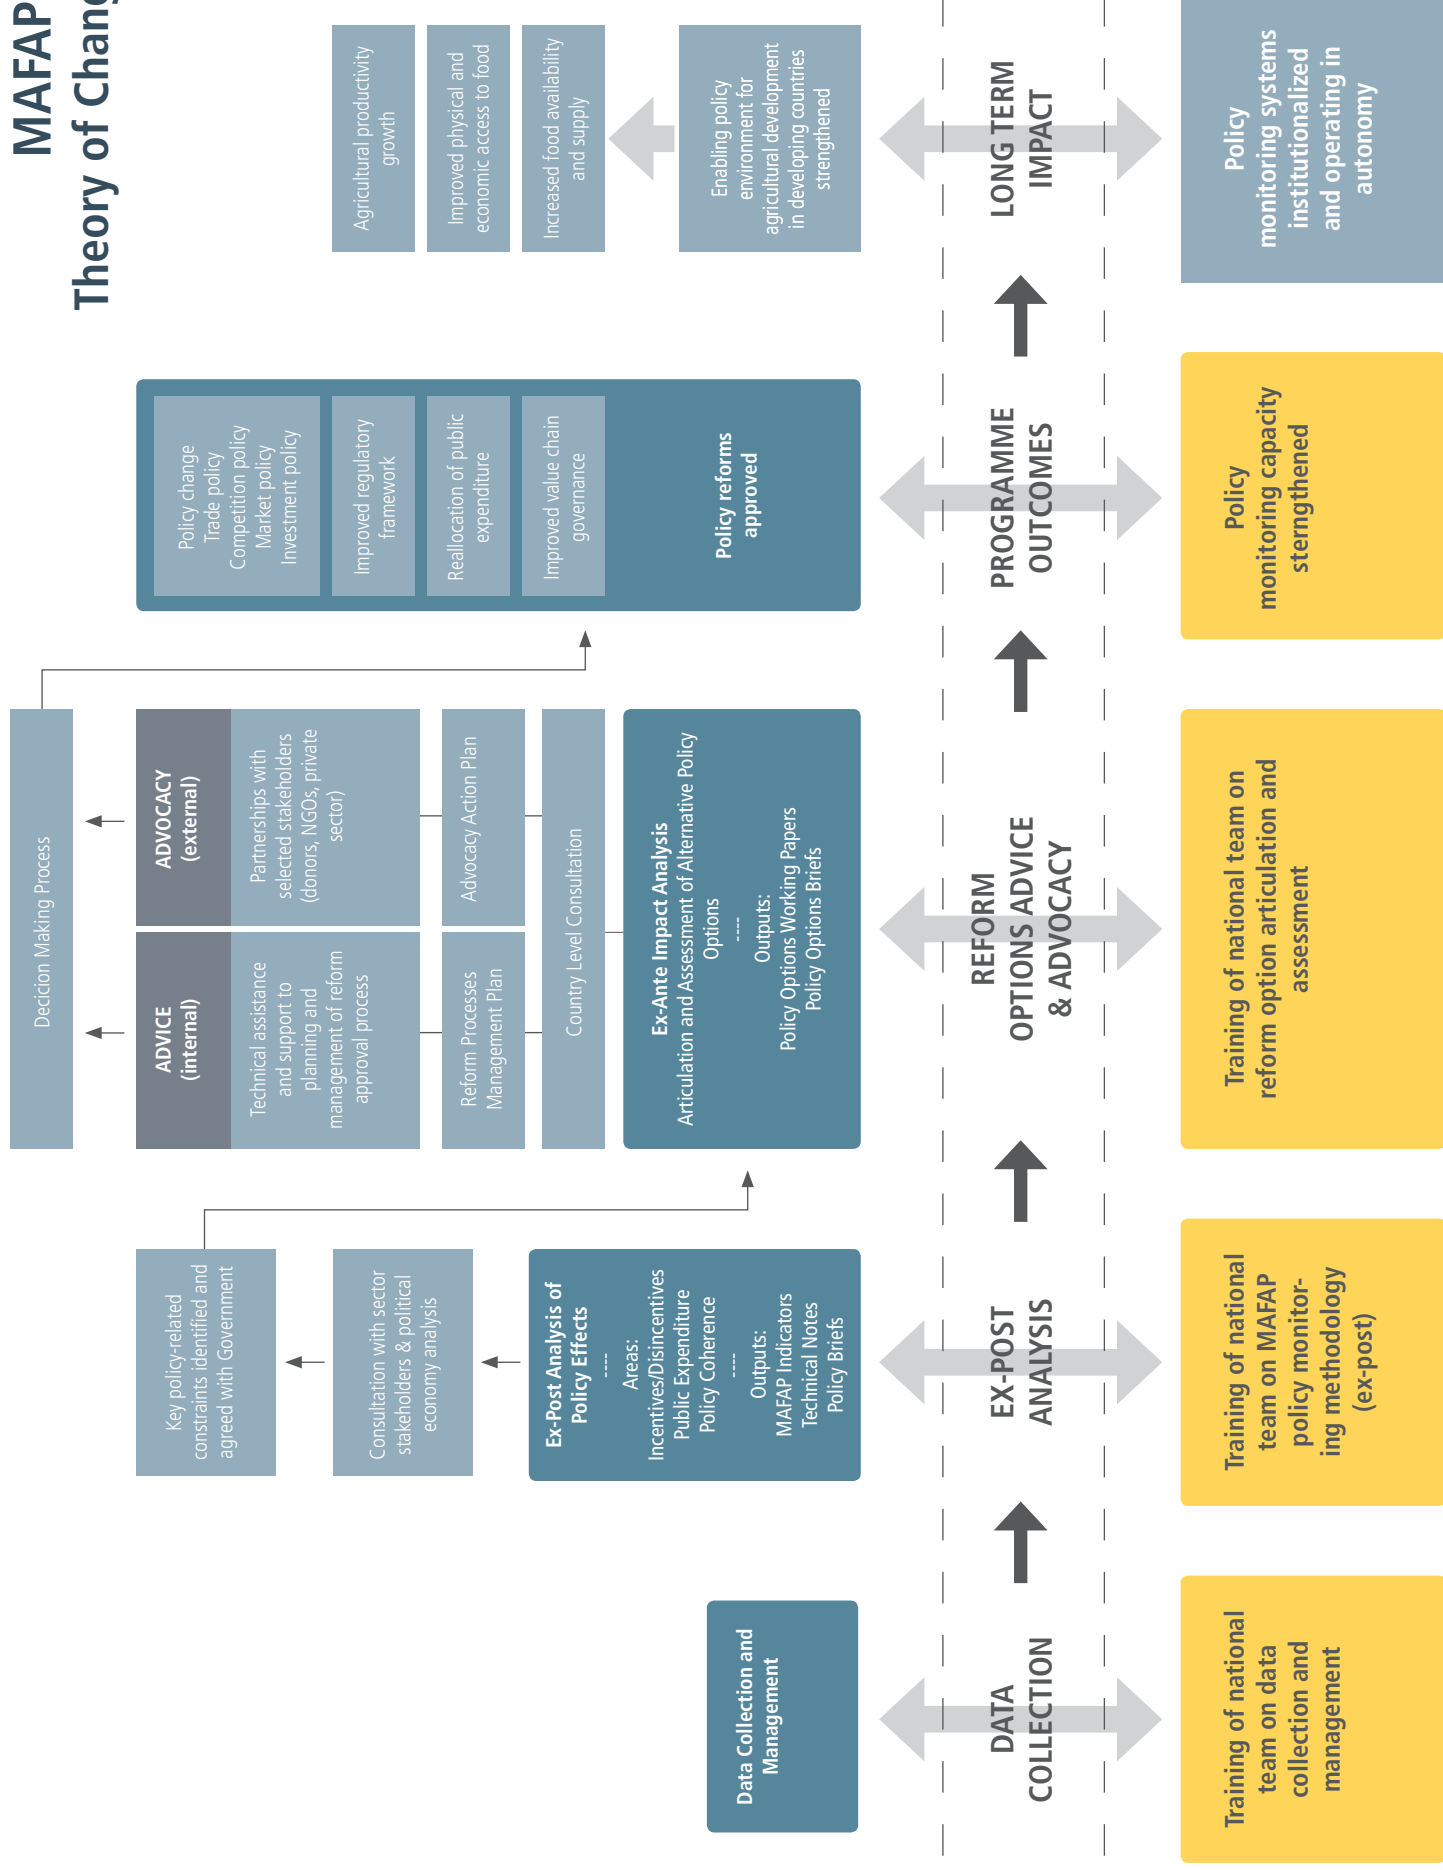 MAFAP
Theory of Chang
Data Collection and
Management
Key policy-related
constraints identified and
agreed with Government
Consultation with sector
stakeholders & political
economy analysis
Ex-Post Analysis of
Policy Effects
----
Areas:
Incentives/Disincentives
Public Expenditure
Policy Coherence
----
Outputs:
MAFAP Indicators
Technical Notes
Policy Briefs
Decicion Making Process
ADVICE
(internal)
Technical assistance
and support to
planning and
management of reform
approval process
Reform Processes
Management Plan
ADVOCACY
(external)
Partnerships with
selected stakeholders
(donors, NGOs, private
sector)
Advocacy Action Plan
Country Level Consultation
Ex-Ante Impact Analysis
Articulation and Assessment of Alternative Policy
Options
----
Outputs:
Policy Options Working Papers
Policy Options Briefs
Policy change
Trade policy
Competition policy
Market policy
Investment policy
Improved regulatory
framework
Reallocation of public
expenditure
Improved value chain
governance
Policy reforms
approved
Agricultural productivity
growth
Improved physical and
economic access to food
Increased food availability
and supply
Enabling policy
environment for
agricultural development
in developing countries
strengthened
DATA
COLLECTION
EX-POST
ANALYSIS
REFORM
OPTIONS ADVICE
& ADVOCACY
PROGRAMME
OUTCOMES
LONG TERM
IMPACT
Training of national
team on data
collection and
management
Training of national
team on MAFAP
policy monitor-
ing methodology
(ex-post)
Training of national team on
reform option articulation and
assessment
Policy
monitoring capacity
sterngthened
Policy
monitoring systems
institutionalized
and operating in
autonomy